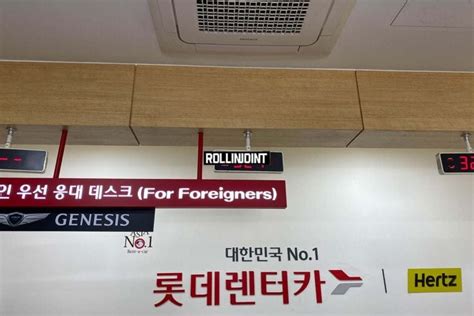 ROLLINDINT
인 우선 응대 데스크 (For Foreigners)
GENESIS
No.1
대한민국 No.1
롯데렌터카
Hertz